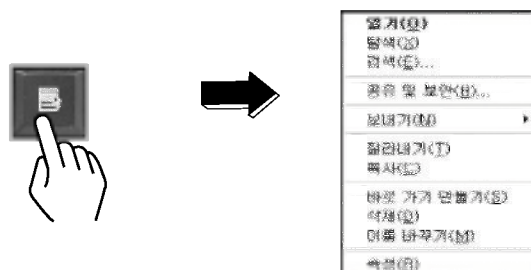 열기(O)
탐색(X)
검색(E)...
공유 및 보안(H)...
보내기(N)
잘라내기(T)
복사(C)
바로 가기 만들기(S)
삭제(D)
이름 바꾸기(M)
속성(R)